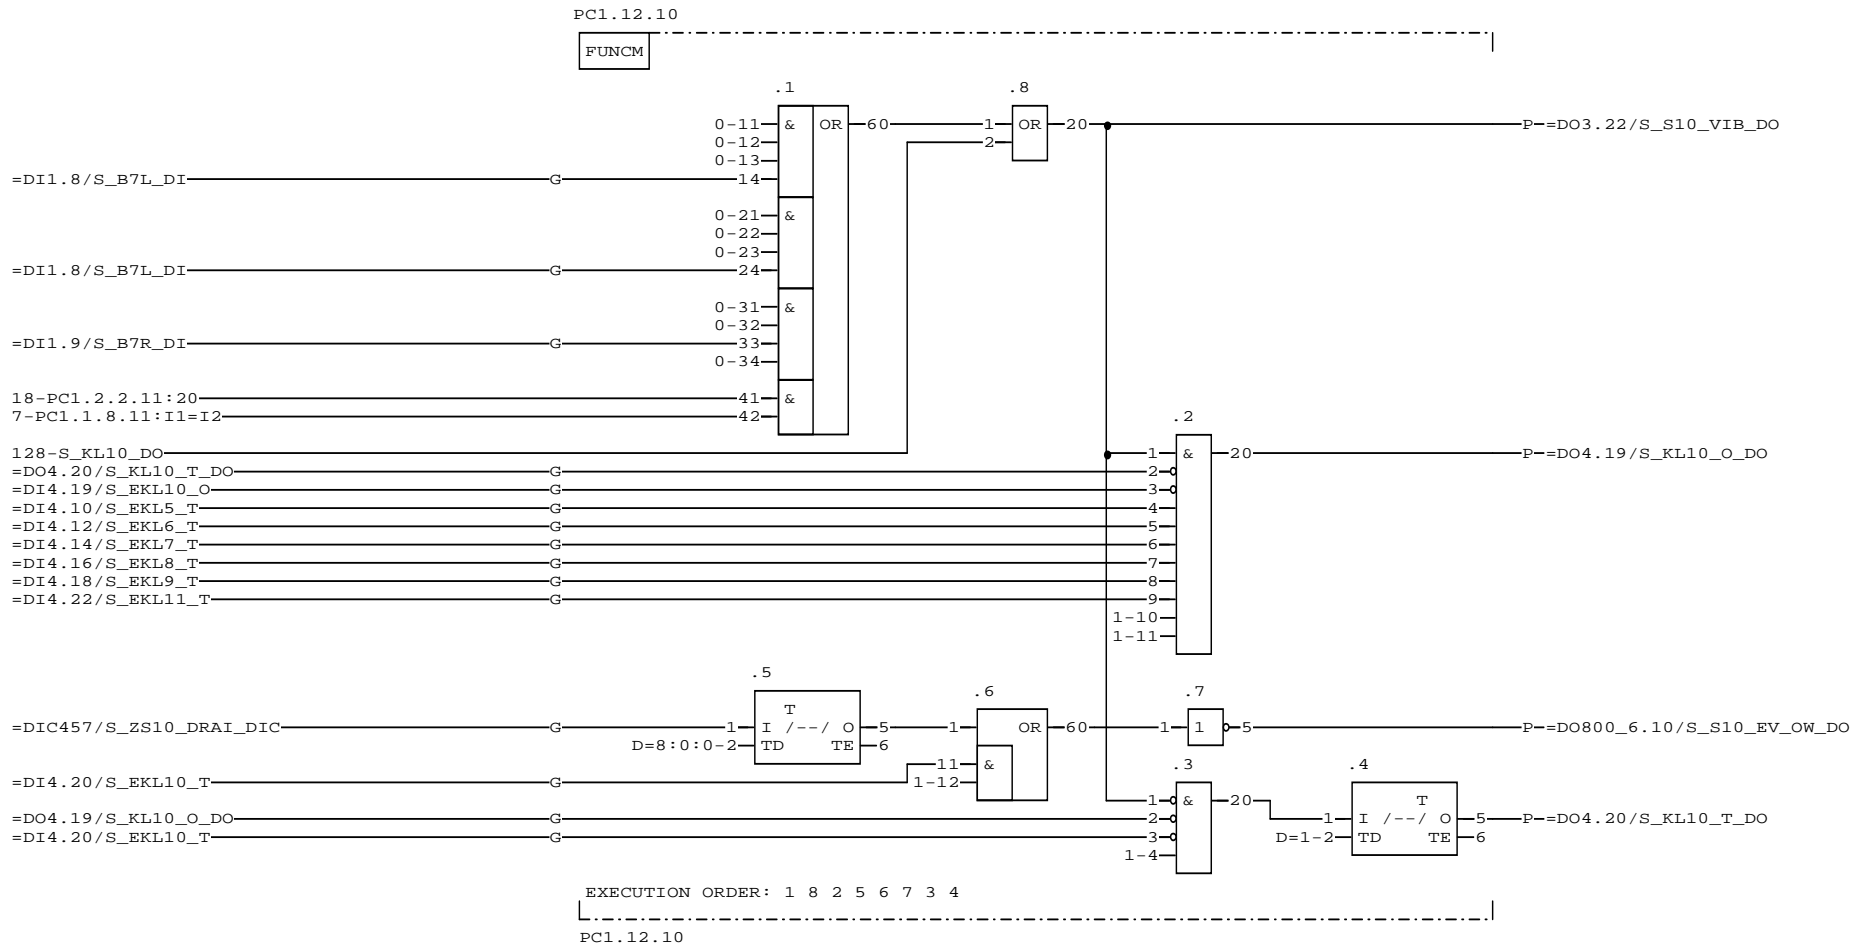 PC1.12.10
FUNCM
.1 .8
0-11 & OR 60 1 OR 20 P-=DO3.22/S_S10_VIB_DO
0-12 2
0-13
=DI1.8/S_B7L_DI G 14
0-21 &
0-22
0-23
=DI1.8/S_B7L_DI G 24
0-31 &
0-32
=DI1.9/S_B7R_DI G 33
0-34
18-PC1.2.2.11:20 41 &
7-PC1.1.8.11:I1=I2 42
.2
128-S_KL10_DO 1 & 20 P-=DO4.19/S_KL10_O_DO
=DO4.20/S_KL10_T_DO G 2
=DI4.19/S_EKL10_O G 3
=DI4.10/S_EKL5_T G 4
=DI4.12/S_EKL6_T G 5
=DI4.14/S_EKL7_T G 6
=DI4.16/S_EKL8_T G 7
=DI4.18/S_EKL9_T G 8
=DI4.22/S_EKL11_T G 9
1-10
1-11
.5 .6 .7
T
=DIC457/S_ZS10_DRAI_DIC G 1 I /--/ O 5 1 OR 60 1 1 5 P-=DO800_6.10/S_S10_EV_OW_DO
D=8:0:0-2 TD TE 6
.3 .4
11 &
=DI4.20/S_EKL10_T G 1-12
1 & 20 T
=DO4.19/S_KL10_O_DO G 2 1 I /--/ O 5 P-=DO4.20/S_KL10_T_DO
=DI4.20/S_EKL10_T G 3 D=1-2 TD TE 6
1-4
EXECUTION ORDER: 1 8 2 5 6 7 3 4
PC1.12.10